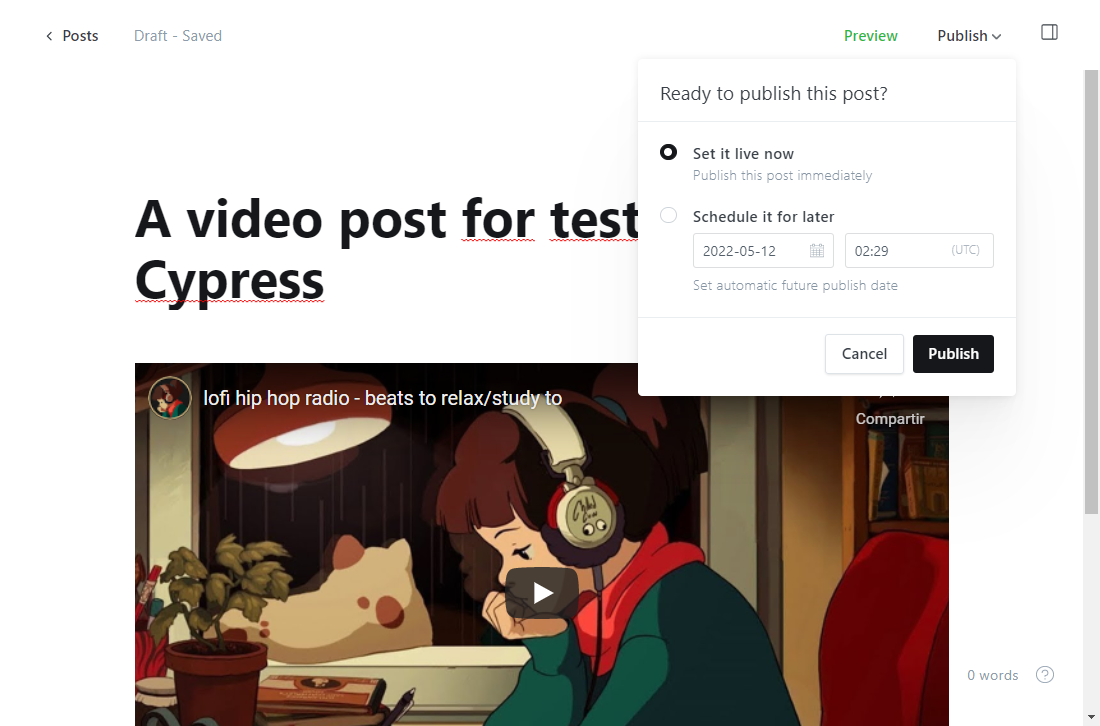 Posts
Draft - Saved
Preview
Publish
Ready to publish this post?
Set it live now
Publish this post immediately
Schedule it for later
2022-05-12
02:29
(UTC)
Set automatic future publish date
Cancel
Publish
A video post for test
Cypress
lofi hip hop radio - beats to relax/study to
Compartir
0 words
?